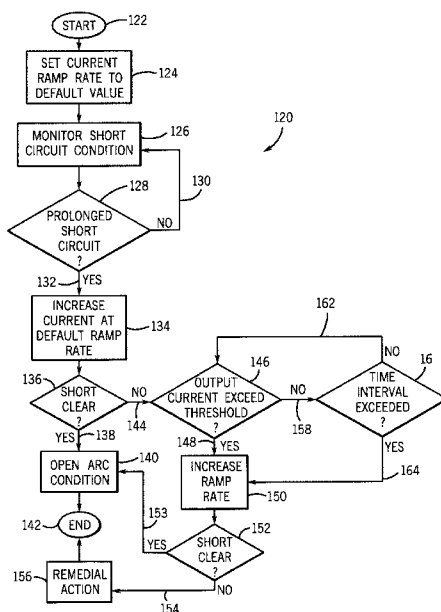 START
122
SET CURRENT
RAMP RATE TO
DEFAULT VALUE
124
MONITOR SHORT
CIRCUIT CONDITION
126
120
128
130
PROLONGED
SHORT
CIRCUIT
?
NO
132
YES
INCREASE
CURRENT AT
DEFAULT RAMP
RATE
134
162
136
SHORT
CLEAR
?
NO
144
YES
138
146
OUTPUT
CURRENT EXCEED
THRESHOLD
?
NO
158
148
YES
16
NO
TIME
INTERVAL
EXCEEDED?
?
YES
164
OPEN ARC
CONDITION
140
INCREASE
RAMP
RATE
150
153
142
END
152
SHORT
CLEAR
?
YES
NO
154
156
REMEDIAL
ACTION